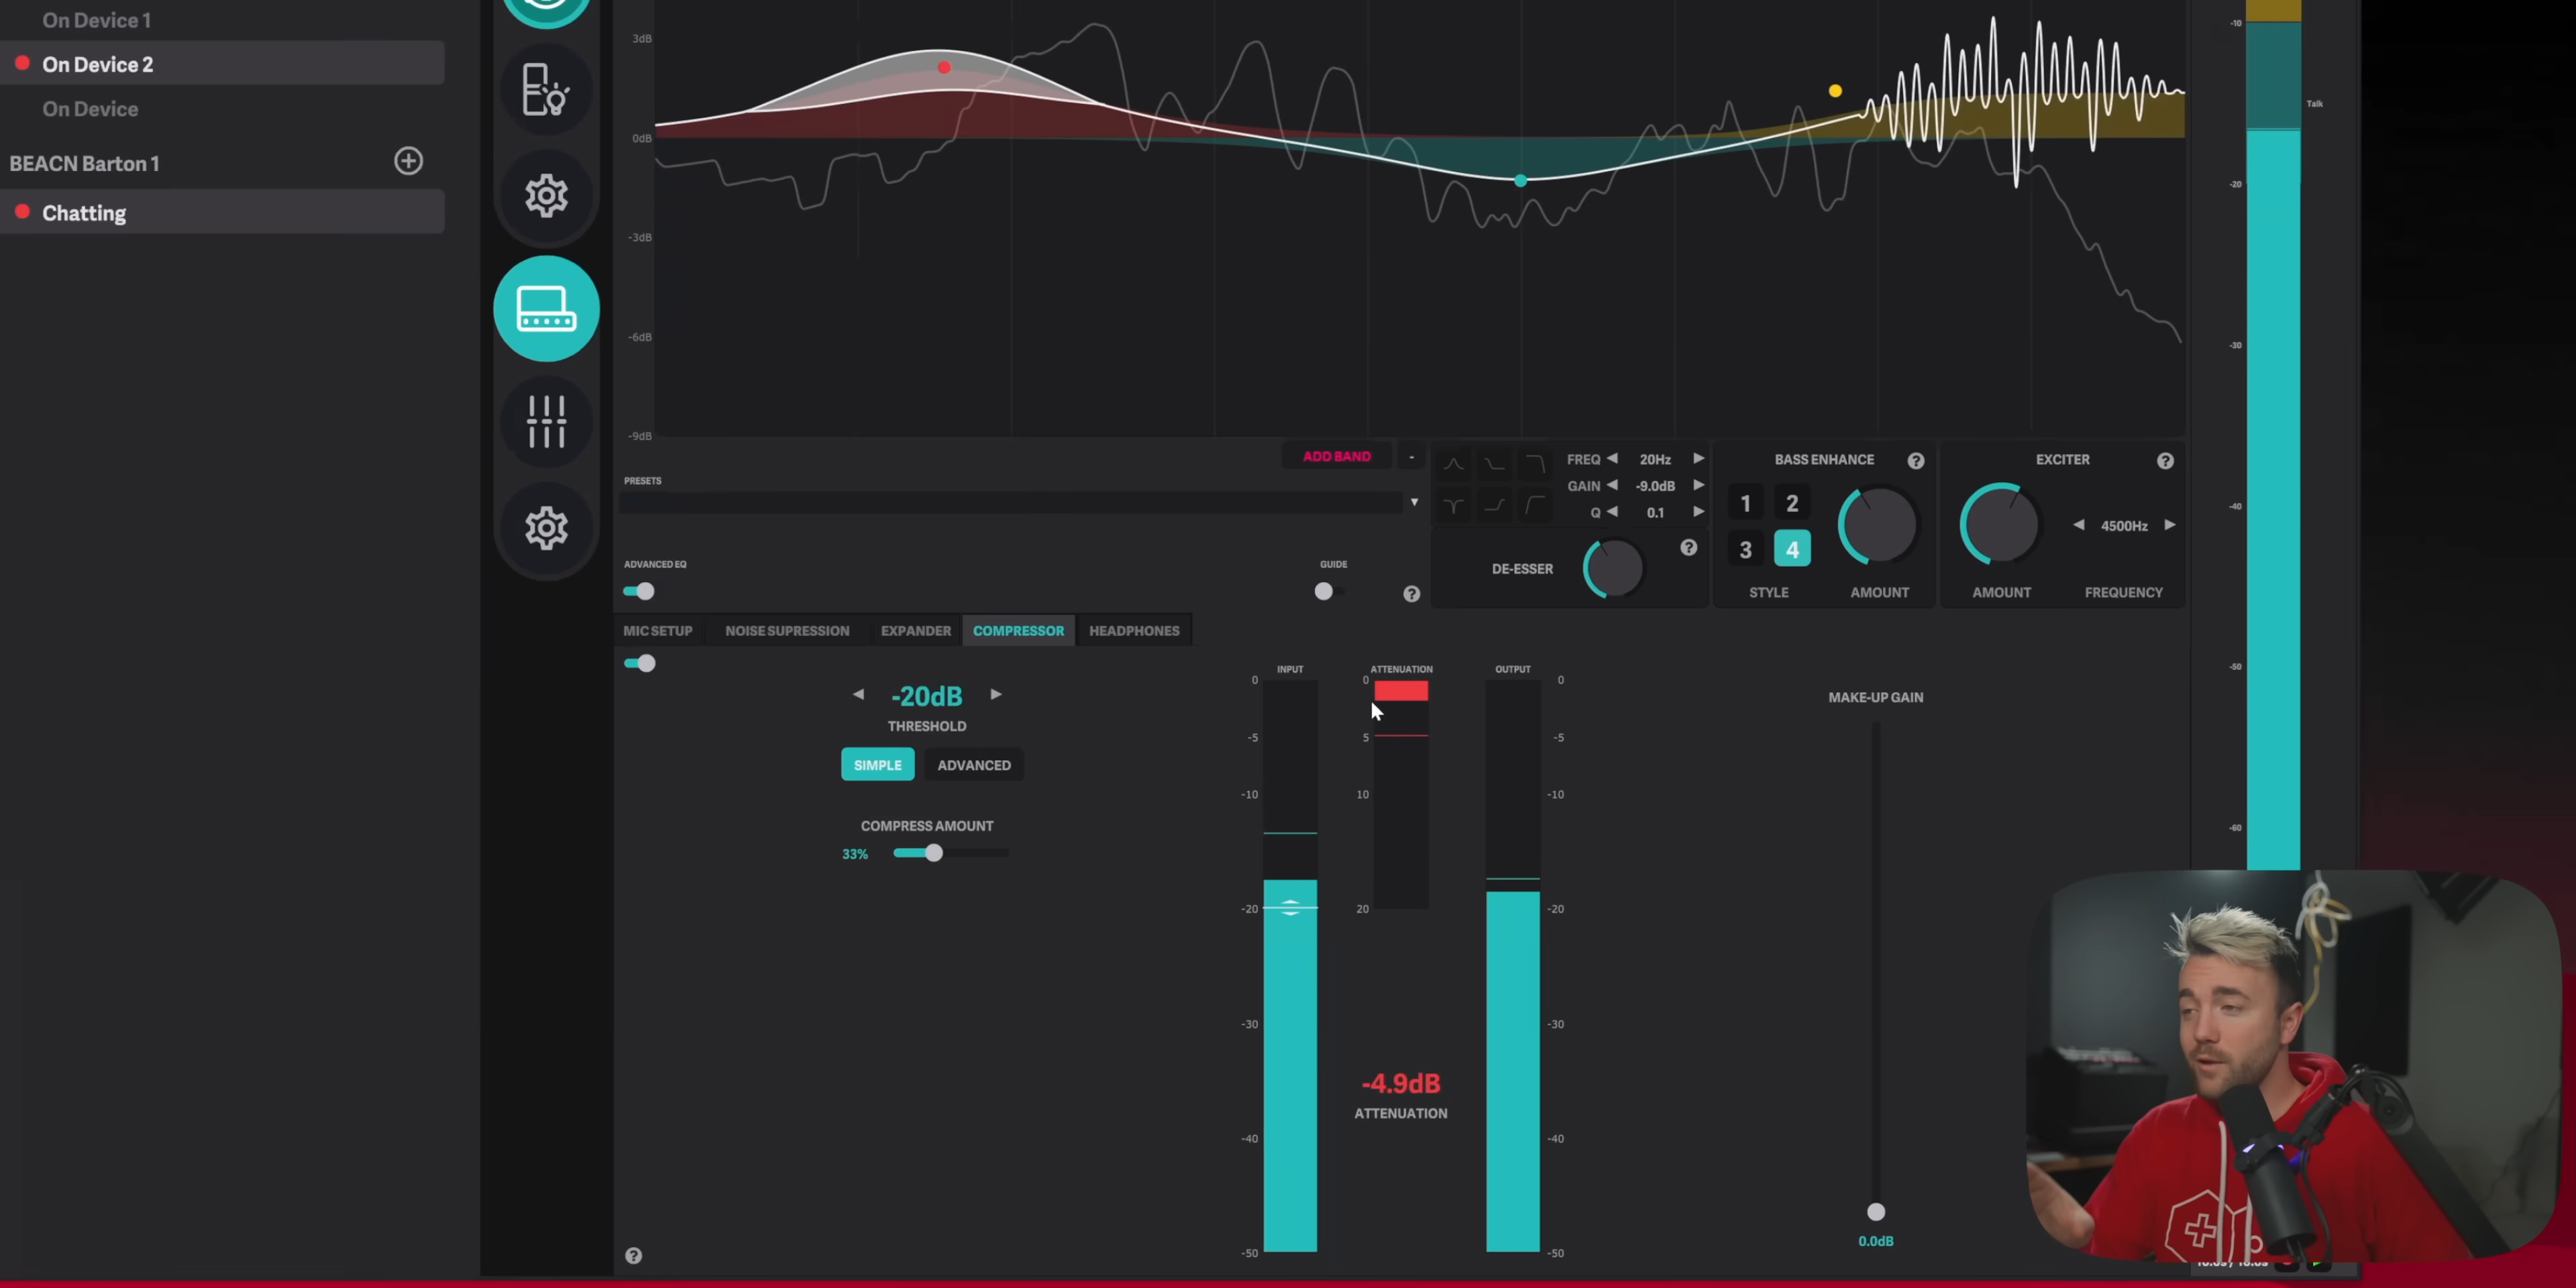 On Device 1
On Device 2
On Device
BEACN Barton 1
Chatting
3dB
0dB
-3dB
-6dB
-9dB
-10
Talk
-20
-30
-40
-50
-60
ADD BAND
-
PRESETS
FREQ 20Hz
GAIN -9.0dB
Q 0.1
BASS ENHANCE ?
1 2
3 4
STYLE AMOUNT
EXCITER ?
4500Hz
AMOUNT FREQUENCY
DE-ESSER ?
ADVANCED EQ
GUIDE
?
MIC SETUP NOISE SUPRESSION EXPANDER COMPRESSOR HEADPHONES
-20dB
THRESHOLD
SIMPLE ADVANCED
COMPRESS AMOUNT
33%
INPUT ATTENUATION OUTPUT
0 0 0
-5 5 -5
-10 10 -10
-20 20 -20
-30 -30
-40 -40
-50 -50
-4.9dB
ATTENUATION
MAKE-UP GAIN
0.0dB
?